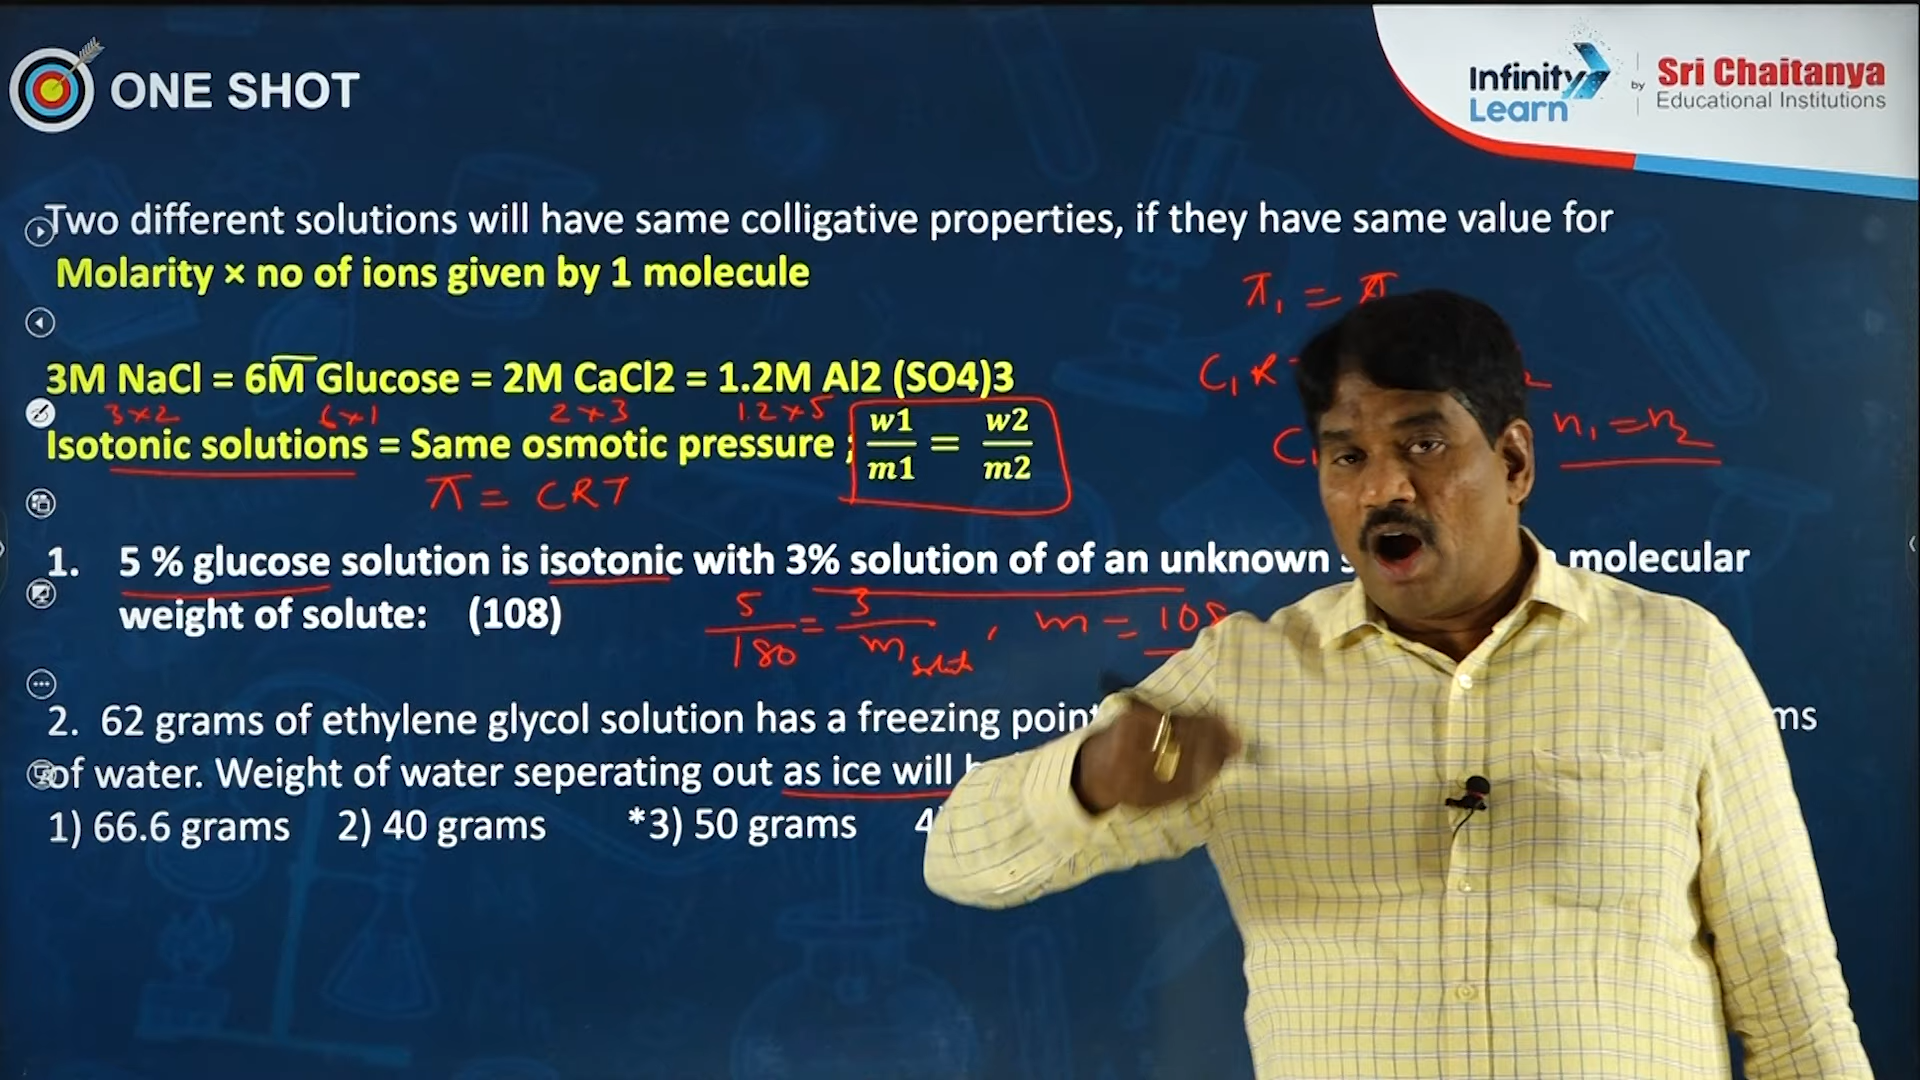 ONE SHOT
Infinity Learn by Sri Chaitanya Educational Institutions
Two different solutions will have same colligative properties, if they have same value for
Molarity × no of ions given by 1 molecule
π₁ = π
3M NaCl = 6M Glucose = 2M CaCl2 = 1.2M Al2 (SO4)3
C₁R
3×2 6×1 2×3 1.2×5
n₁ = n₂
Isotonic solutions = Same osmotic pressure ; w1/m1 = w2/m2
π = CRT
1. 5 % glucose solution is isotonic with 3% solution of of an unknown molecular
weight of solute: (108)
5/180 = 3/m solute , m = 108
2. 62 grams of ethylene glycol solution has a freezing point
of water. Weight of water seperating out as ice will
1) 66.6 grams 2) 40 grams *3) 50 grams 4